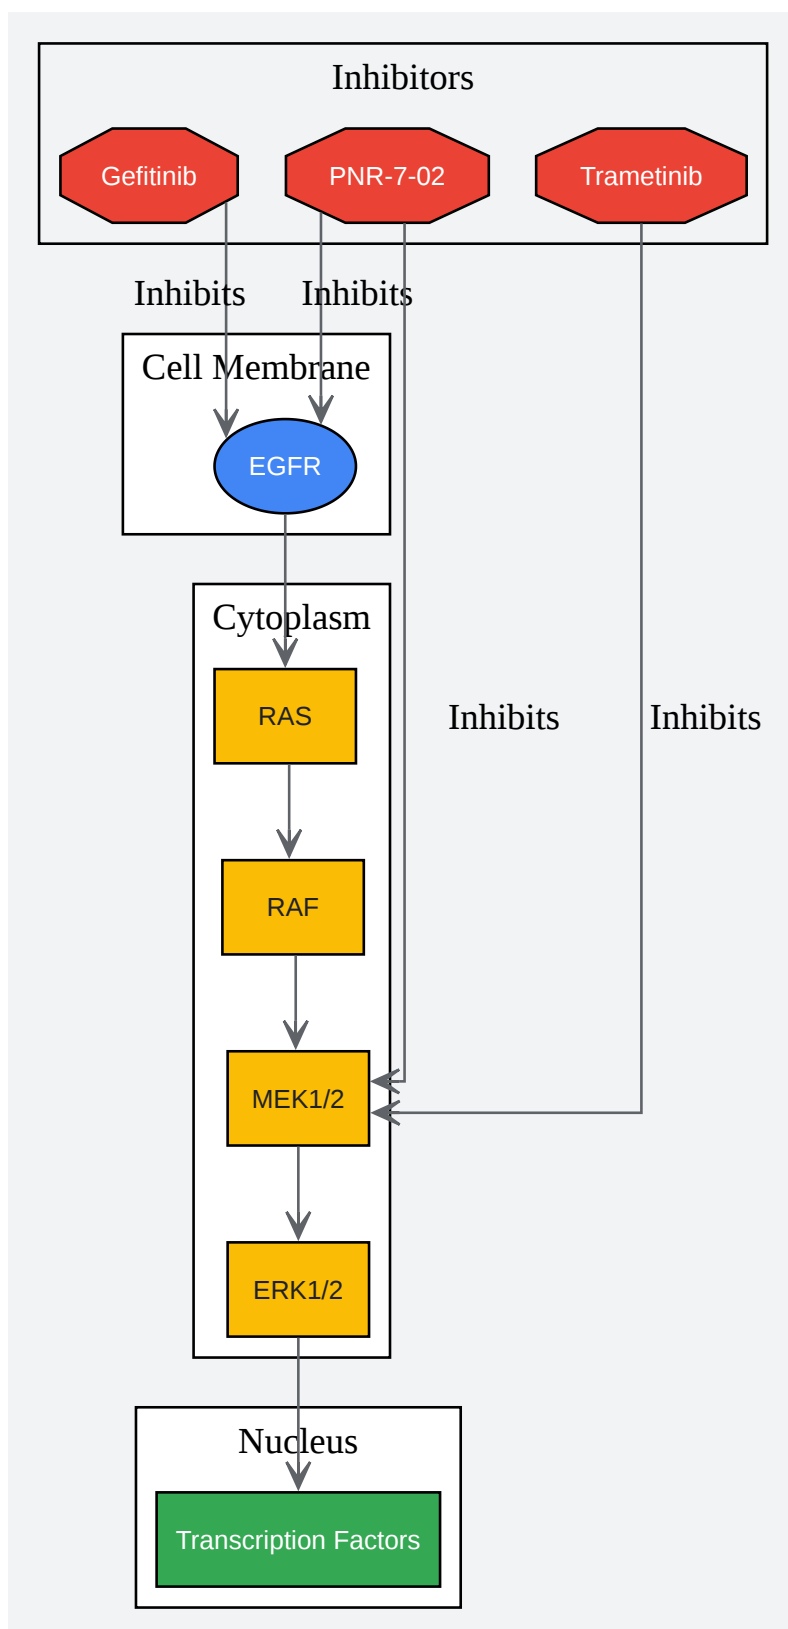 Inhibitors
Gefitinib
PNR-7-02
Trametinib
Inhibits
Inhibits
Cell Membrane
EGFR
Cytoplasm
RAS
Inhibits
Inhibits
RAF
MEK1/2
ERK1/2
Nucleus
Transcription Factors